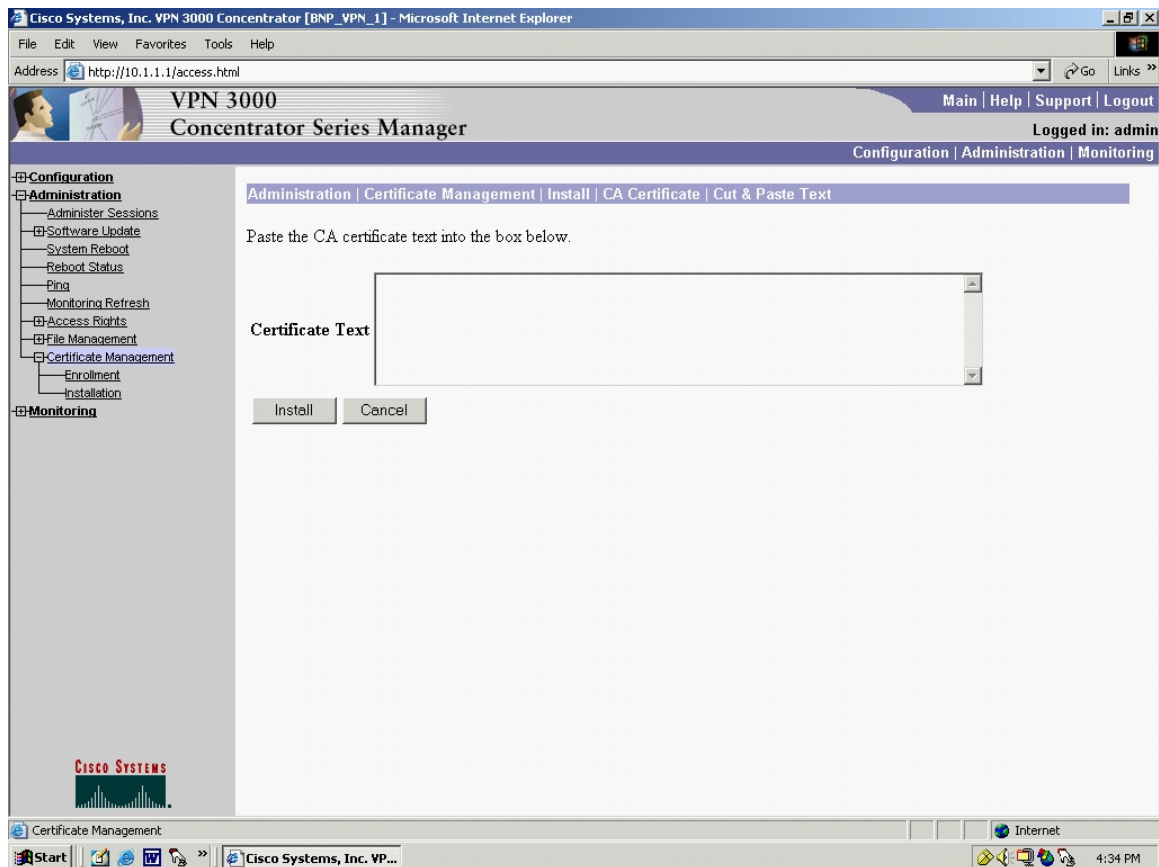 Cisco Systems, Inc. VPN 3000 Concentrator [BNP_VPN_1] - Microsoft Internet Explorer
File Edit View Favorites Tools Help
Address http://10.1.1.1/access.html Go Links »
VPN 3000
Concentrator Series Manager
Main | Help | Support | Logout
Logged in: admin
Configuration | Administration | Monitoring
Configuration
Administration
Administer Sessions
Software Update
System Reboot
Reboot Status
Ping
Monitoring Refresh
Access Rights
File Management
Certificate Management
Enrollment
Installation
Monitoring
Administration | Certificate Management | Install | CA Certificate | Cut & Paste Text
Paste the CA certificate text into the box below.
Certificate Text
Install Cancel
CISCO SYSTEMS
Certificate Management Internet
Start » Cisco Systems, Inc. VP... 4:34 PM